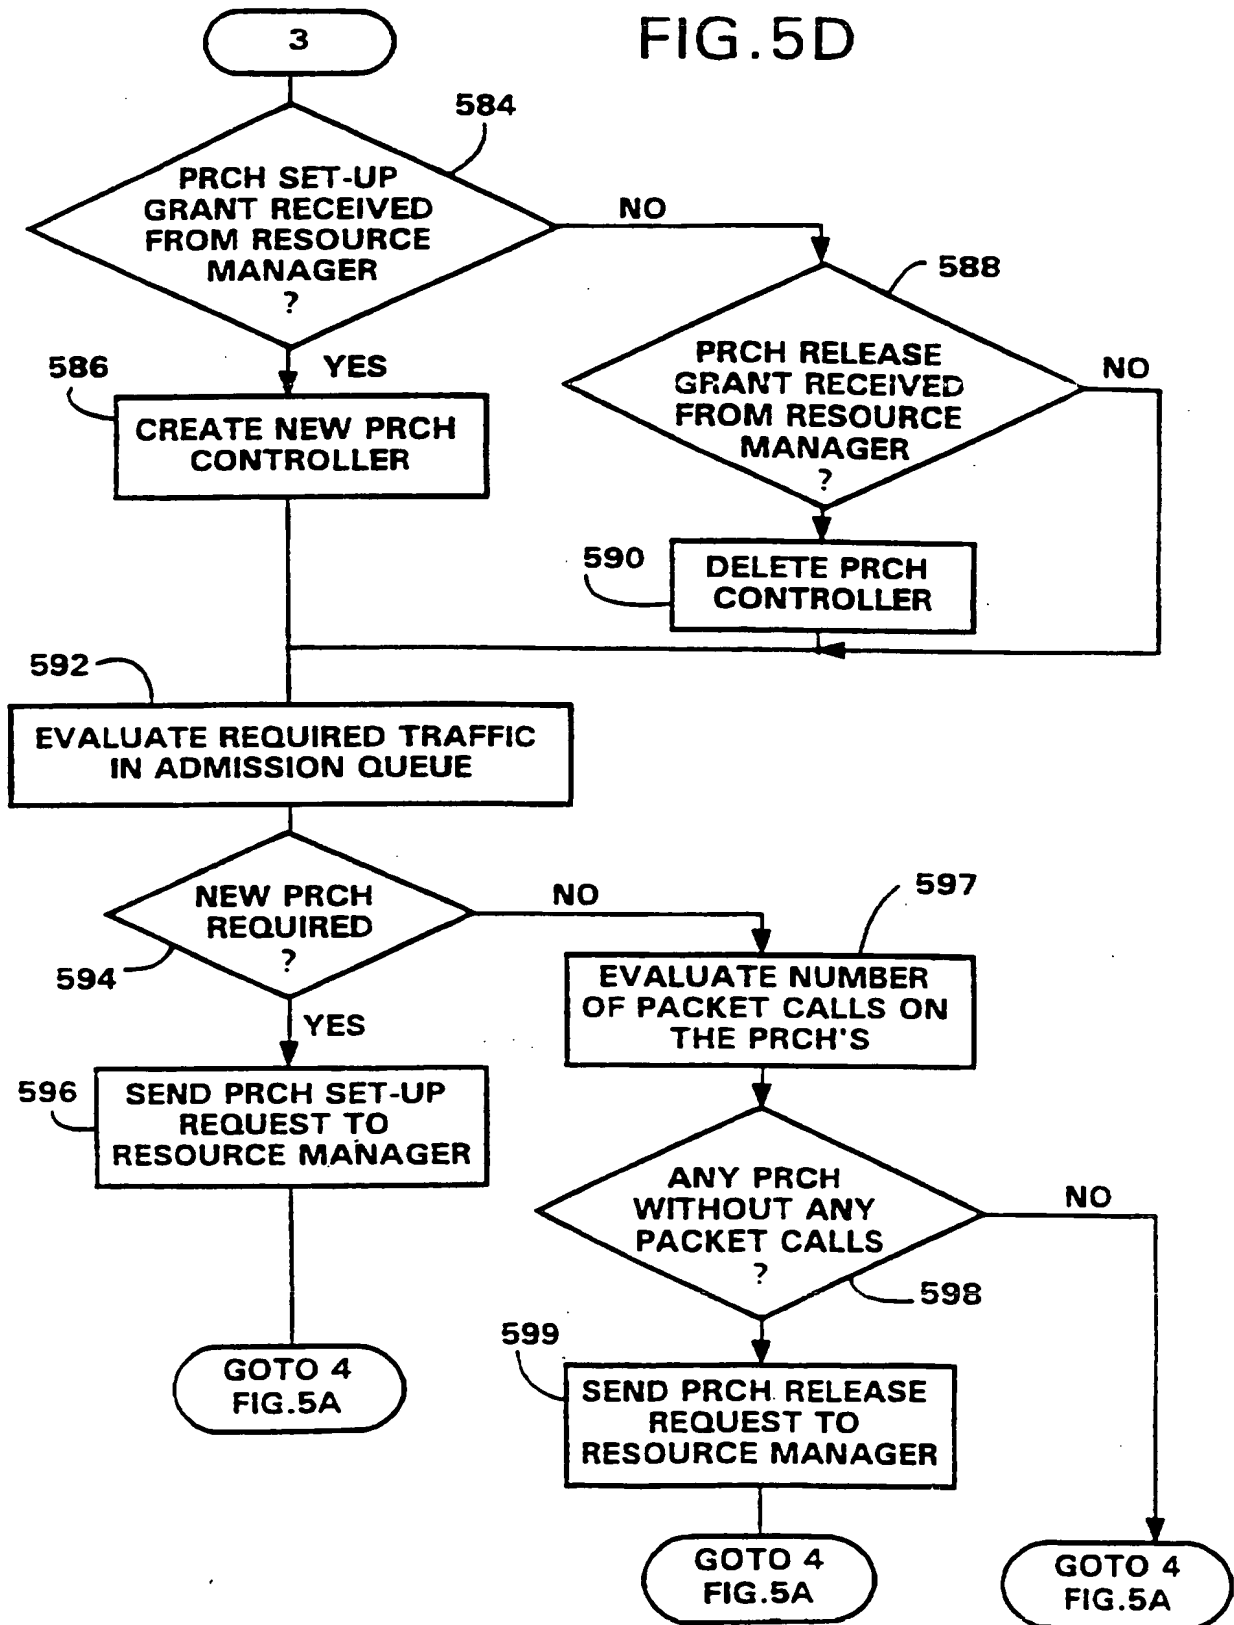 FIG.5D
3
584
PRCH SET-UP
GRANT RECEIVED
FROM RESOURCE
MANAGER
?
NO
YES
586
CREATE NEW PRCH
CONTROLLER
588
PRCH RELEASE
GRANT RECEIVED
FROM RESOURCE
MANAGER
?
NO
590
DELETE PRCH
CONTROLLER
592
EVALUATE REQUIRED TRAFFIC
IN ADMISSION QUEUE
NEW PRCH
REQUIRED
?
594
NO
YES
596
SEND PRCH SET-UP
REQUEST TO
RESOURCE MANAGER
GOTO 4
FIG.5A
597
EVALUATE NUMBER
OF PACKET CALLS ON
THE PRCH'S
ANY PRCH
WITHOUT ANY
PACKET CALLS
?
NO
598
599
SEND PRCH RELEASE
REQUEST TO
RESOURCE MANAGER
GOTO 4
FIG.5A
GOTO 4
FIG.5A